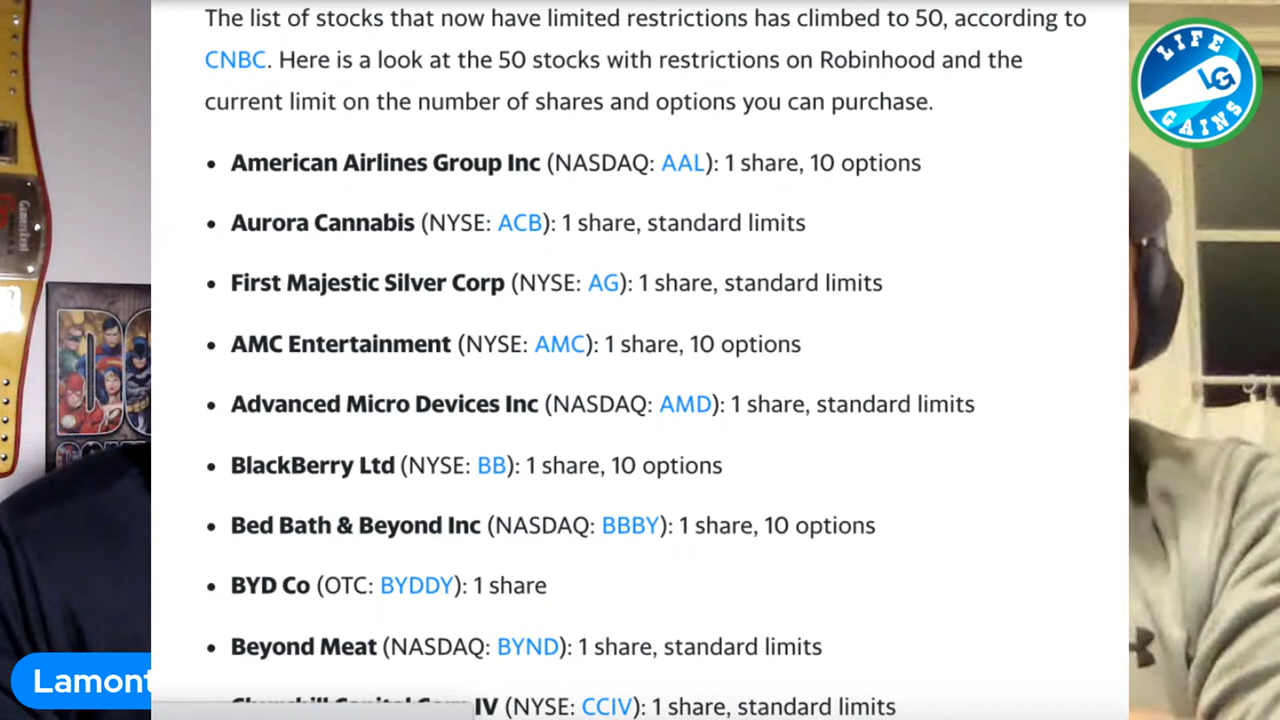 The list of stocks that now have limited restrictions has climbed to 50, according to
CNBC. Here is a look at the 50 stocks with restrictions on Robinhood and the
current limit on the number of shares and options you can purchase.
• American Airlines Group Inc (NASDAQ: AAL): 1 share, 10 options
• Aurora Cannabis (NYSE: ACB): 1 share, standard limits
• First Majestic Silver Corp (NYSE: AG): 1 share, standard limits
• AMC Entertainment (NYSE: AMC): 1 share, 10 options
• Advanced Micro Devices Inc (NASDAQ: AMD): 1 share, standard limits
• BlackBerry Ltd (NYSE: BB): 1 share, 10 options
• Bed Bath & Beyond Inc (NASDAQ: BBBY): 1 share, 10 options
• BYD Co (OTC: BYDDY): 1 share
• Beyond Meat (NASDAQ: BYND): 1 share, standard limits
IV (NYSE: CCIV): 1 share, standard limits
LIFE
LG
GAINS
Lamont